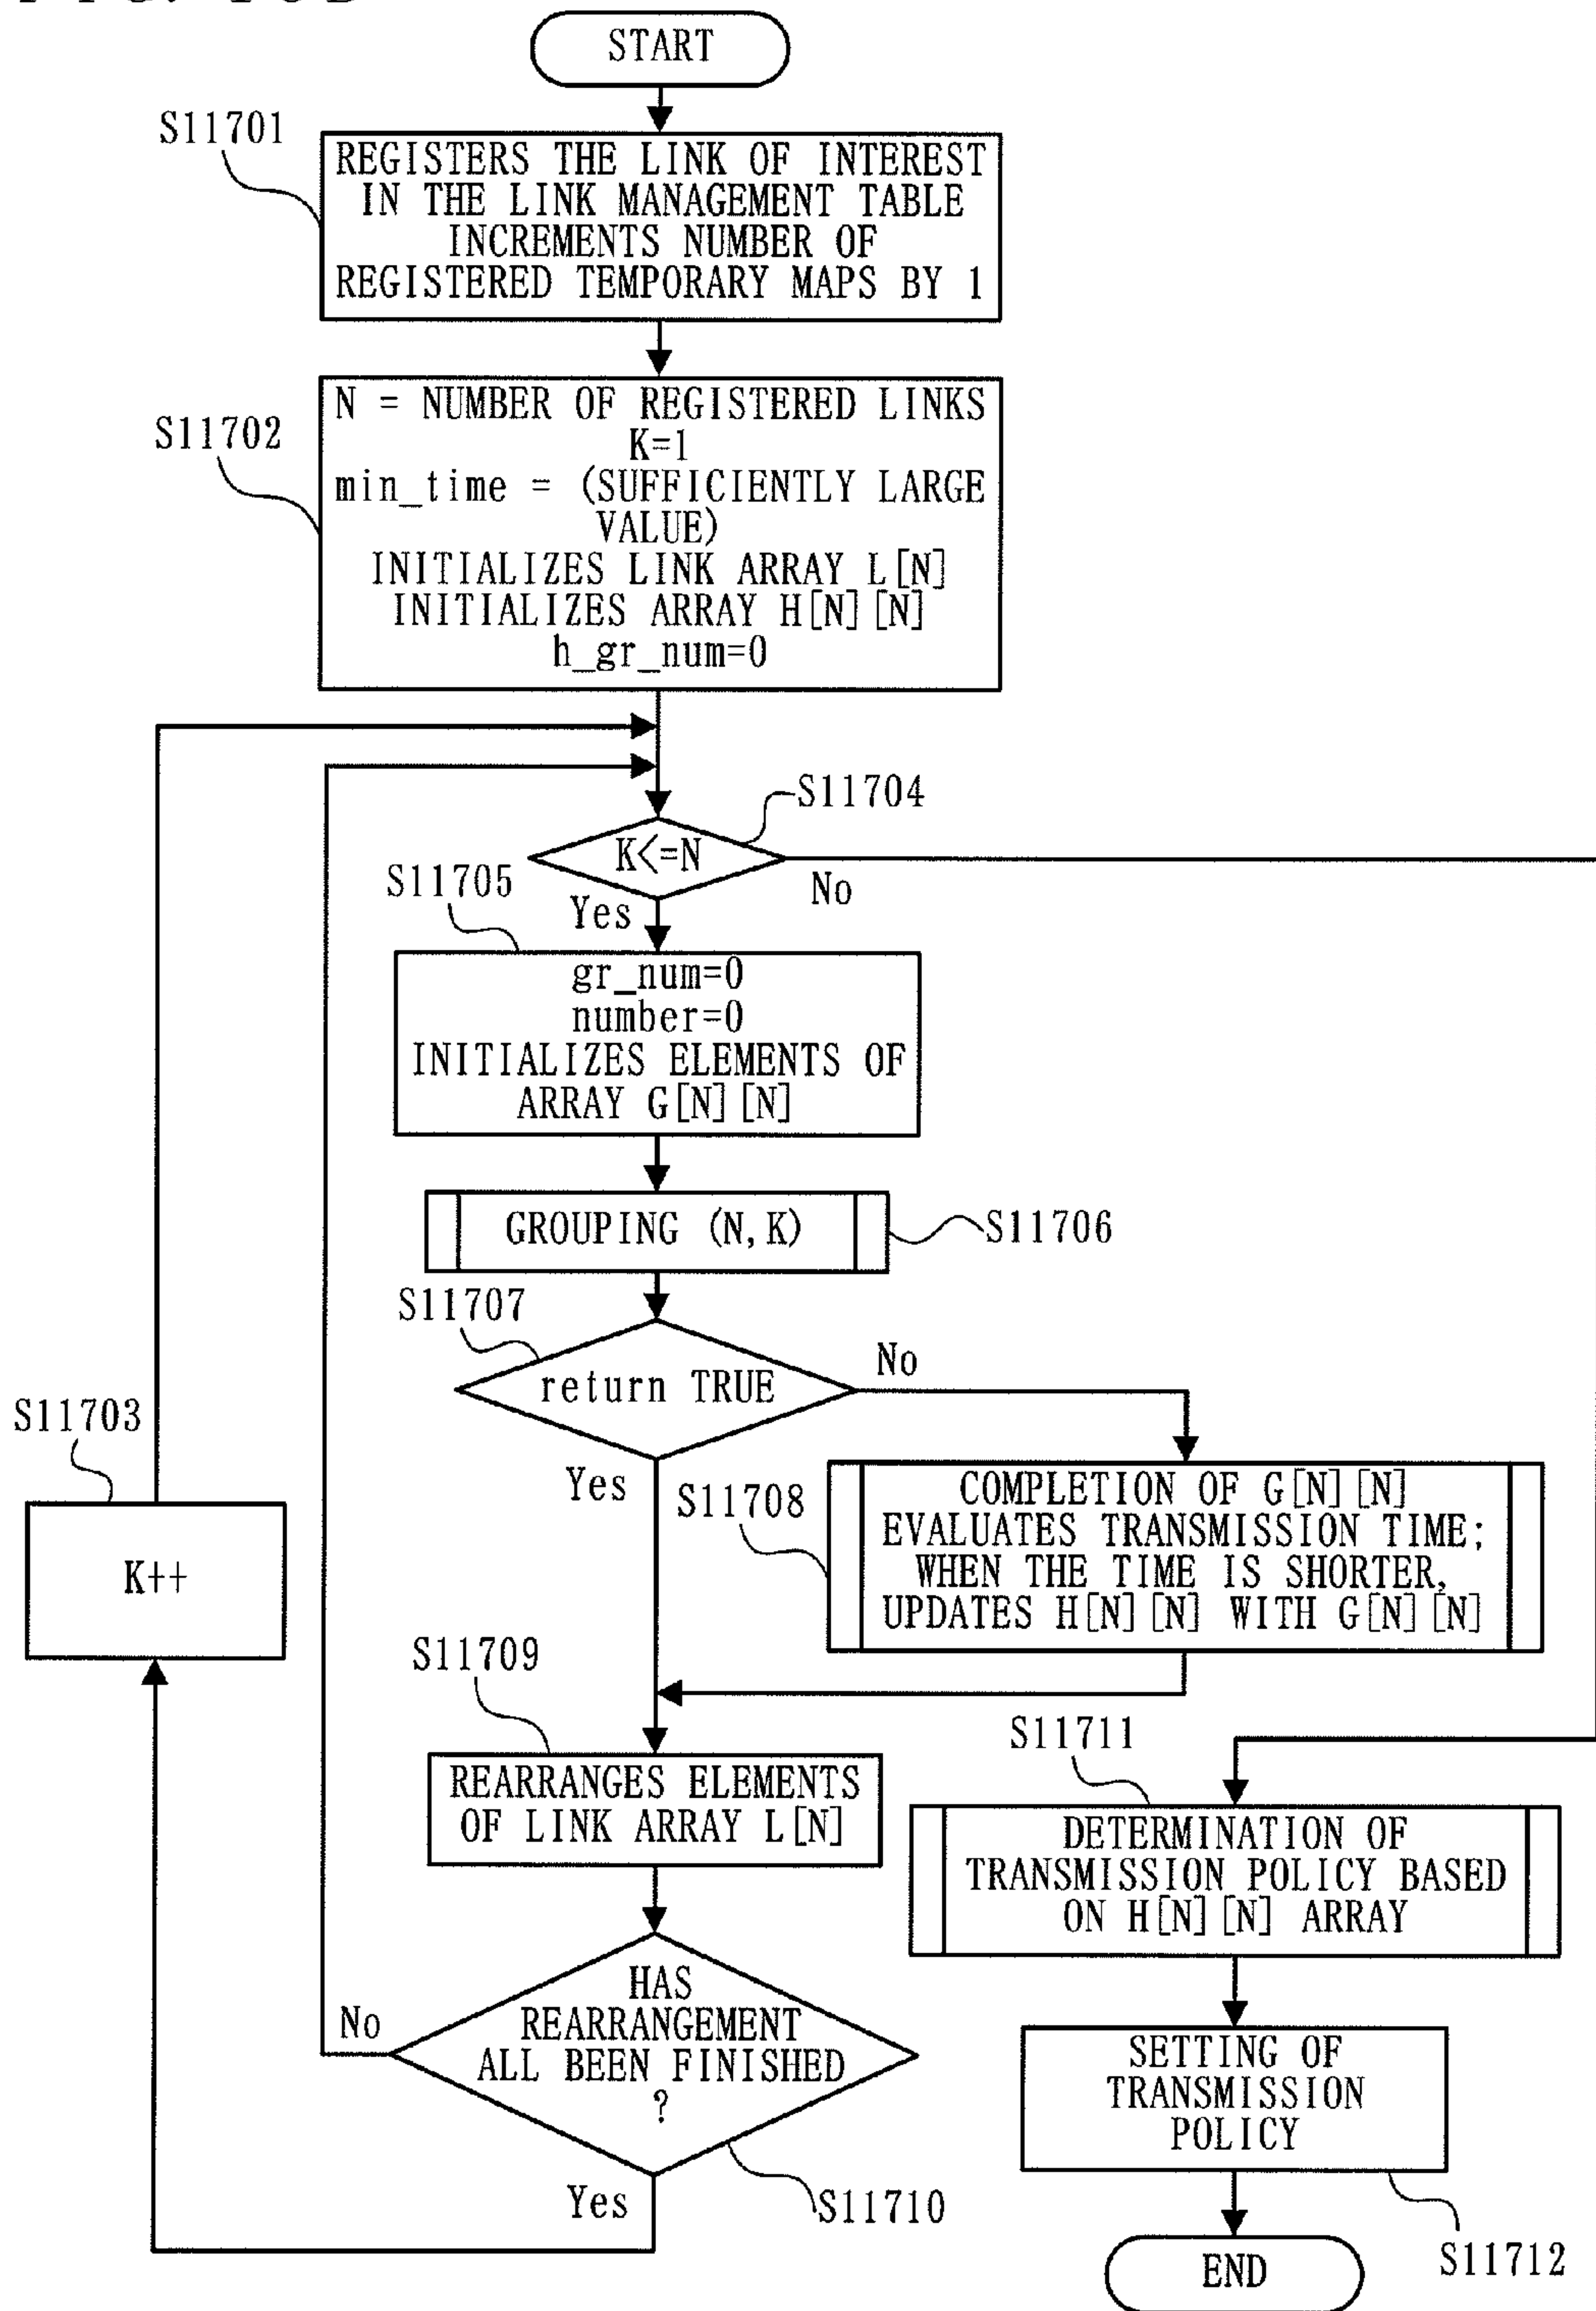 START
S11701
REGISTERS THE LINK OF INTEREST
IN THE LINK MANAGEMENT TABLE
INCREMENTS NUMBER OF
REGISTERED TEMPORARY MAPS BY 1
S11702
N = NUMBER OF REGISTERED LINKS
K=1
min_time = (SUFFICIENTLY LARGE
VALUE)
INITIALIZES LINK ARRAY L[N]
INITIALIZES ARRAY H[N][N]
h_gr_num=0
S11704
K<=N
No
Yes
S11705
gr_num=0
number=0
INITIALIZES ELEMENTS OF
ARRAY G[N][N]
GROUPING (N,K)
S11706
S11707
return TRUE
No
Yes
S11703
K++
S11708
COMPLETION OF G[N][N]
EVALUATES TRANSMISSION TIME;
WHEN THE TIME IS SHORTER,
UPDATES H[N][N] WITH G[N][N]
S11709
REARRANGES ELEMENTS
OF LINK ARRAY L[N]
S11711
DETERMINATION OF
TRANSMISSION POLICY BASED
ON H[N][N] ARRAY
HAS
REARRANGEMENT
ALL BEEN FINISHED
?
No
Yes
S11710
SETTING OF
TRANSMISSION
POLICY
S11712
END